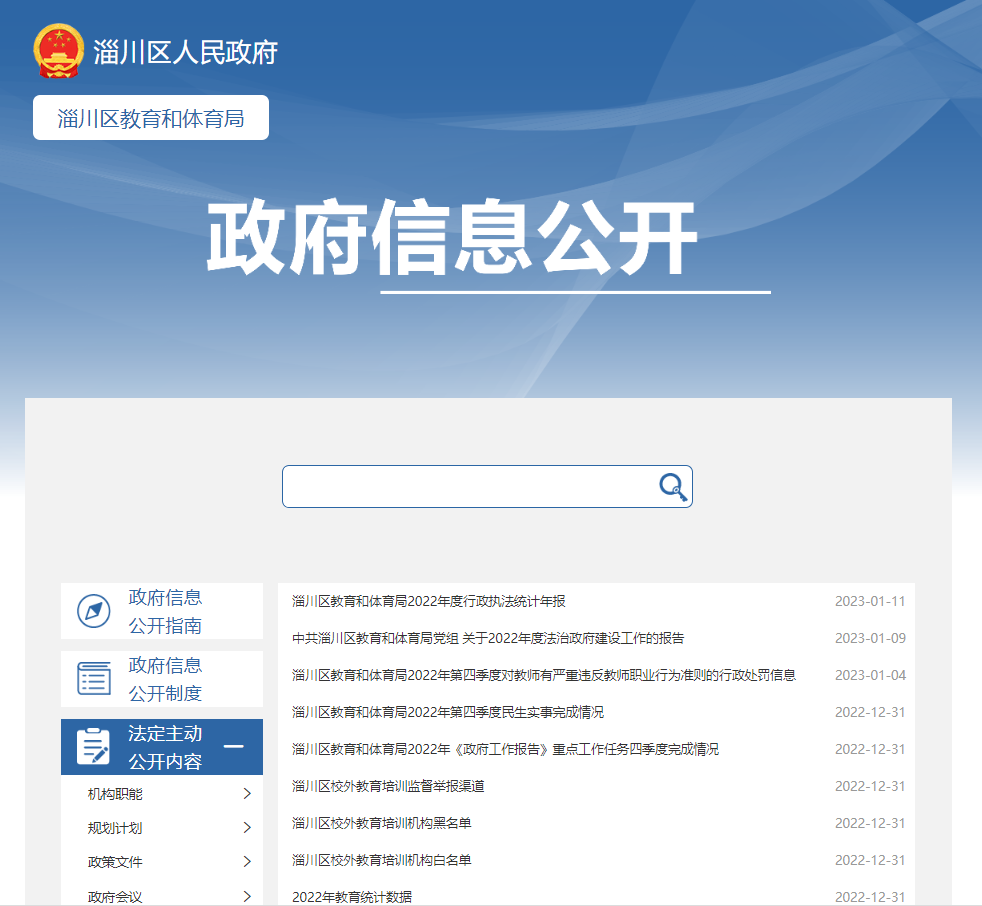 淄川区人民政府
淄川区教育和体育局
政府信息公开
政府信息
公开指南
政府信息
公开制度
法定主动
公开内容
机构职能
规划计划
政策文件
政府会议
淄川区教育和体育局2022年度行政执法统计年报 2023-01-11
中共淄川区教育和体育局党组 关于2022年度法治政府建设工作的报告 2023-01-09
淄川区教育和体育局2022年第四季度对教师有严重违反教师职业行为准则的行政处罚信息 2023-01-04
淄川区教育和体育局2022年第四季度民生实事完成情况 2022-12-31
淄川区教育和体育局2022年《政府工作报告》重点工作任务四季度完成情况 2022-12-31
淄川区校外教育培训监督举报渠道 2022-12-31
淄川区校外教育培训机构黑名单 2022-12-31
淄川区校外教育培训机构白名单 2022-12-31
2022年教育统计数据 2022-12-31